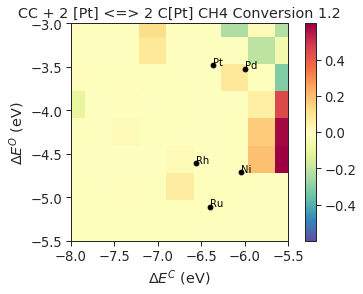 CC + 2 [Pt] <=> 2 C[Pt] CH4 Conversion 1.2
−3.0
−3.5
−4.0
−4.5
−5.0
−5.5
ΔE^O (eV)
Pt
Pd
Rh
Ni
Ru
−8.0 −7.5 −7.0 −6.5 −6.0 −5.5
ΔE^C (eV)
0.4
0.2
0.0
−0.2
−0.4